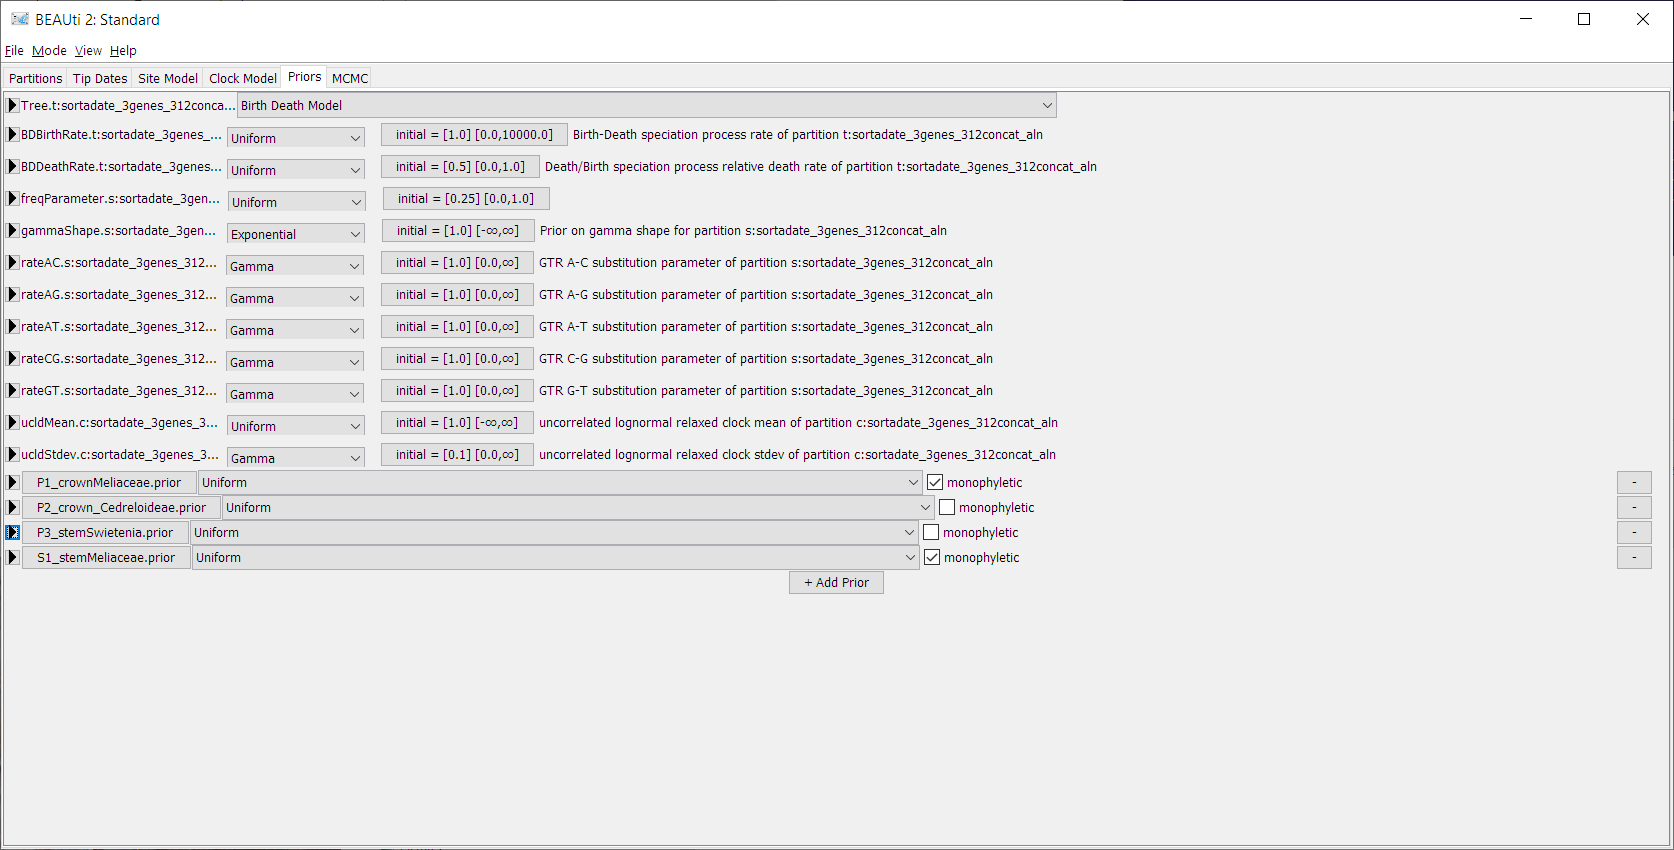 BEAUti 2: Standard
File Mode View Help
Partitions Tip Dates Site Model Clock Model Priors MCMC
Tree.t:sortadate_3genes_312conca... Birth Death Model
BDBirthRate.t:sortadate_3genes_... Uniform initial = [1.0] [0.0,10000.0] Birth-Death speciation process rate of partition t:sortadate_3genes_312concat_aln
BDDeathRate.t:sortadate_3genes... Uniform initial = [0.5] [0.0,1.0] Death/Birth speciation process relative death rate of partition t:sortadate_3genes_312concat_aln
freqParameter.s:sortadate_3gen... Uniform initial = [0.25] [0.0,1.0]
gammaShape.s:sortadate_3gen... Exponential initial = [1.0] [-∞,∞] Prior on gamma shape for partition s:sortadate_3genes_312concat_aln
rateAC.s:sortadate_3genes_312... Gamma initial = [1.0] [0.0,∞] GTR A-C substitution parameter of partition s:sortadate_3genes_312concat_aln
rateAG.s:sortadate_3genes_312... Gamma initial = [1.0] [0.0,∞] GTR A-G substitution parameter of partition s:sortadate_3genes_312concat_aln
rateAT.s:sortadate_3genes_312... Gamma initial = [1.0] [0.0,∞] GTR A-T substitution parameter of partition s:sortadate_3genes_312concat_aln
rateCG.s:sortadate_3genes_312... Gamma initial = [1.0] [0.0,∞] GTR C-G substitution parameter of partition s:sortadate_3genes_312concat_aln
rateGT.s:sortadate_3genes_312... Gamma initial = [1.0] [0.0,∞] GTR G-T substitution parameter of partition s:sortadate_3genes_312concat_aln
ucldMean.c:sortadate_3genes_3... Uniform initial = [1.0] [-∞,∞] uncorrelated lognormal relaxed clock mean of partition c:sortadate_3genes_312concat_aln
ucldStdev.c:sortadate_3genes_3... Gamma initial = [0.1] [0.0,∞] uncorrelated lognormal relaxed clock stdev of partition c:sortadate_3genes_312concat_aln
P1_crownMeliaceae.prior Uniform monophyletic -
P2_crown_Cedreloideae.prior Uniform monophyletic -
P3_stemSwietenia.prior Uniform monophyletic -
S1_stemMeliaceae.prior Uniform monophyletic -
+ Add Prior